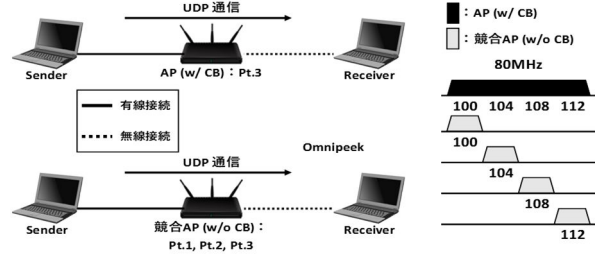 UDP 通信
Sender
AP (w/ CB)：Pt.3
Receiver
有線接続
無線接続
Omnipeek
UDP 通信
Sender
競合AP (w/o CB)：
Pt.1, Pt.2, Pt.3
Receiver
：AP (w/ CB)
：競合AP (w/o CB)
80MHz
100 104 108 112
100
104
108
112